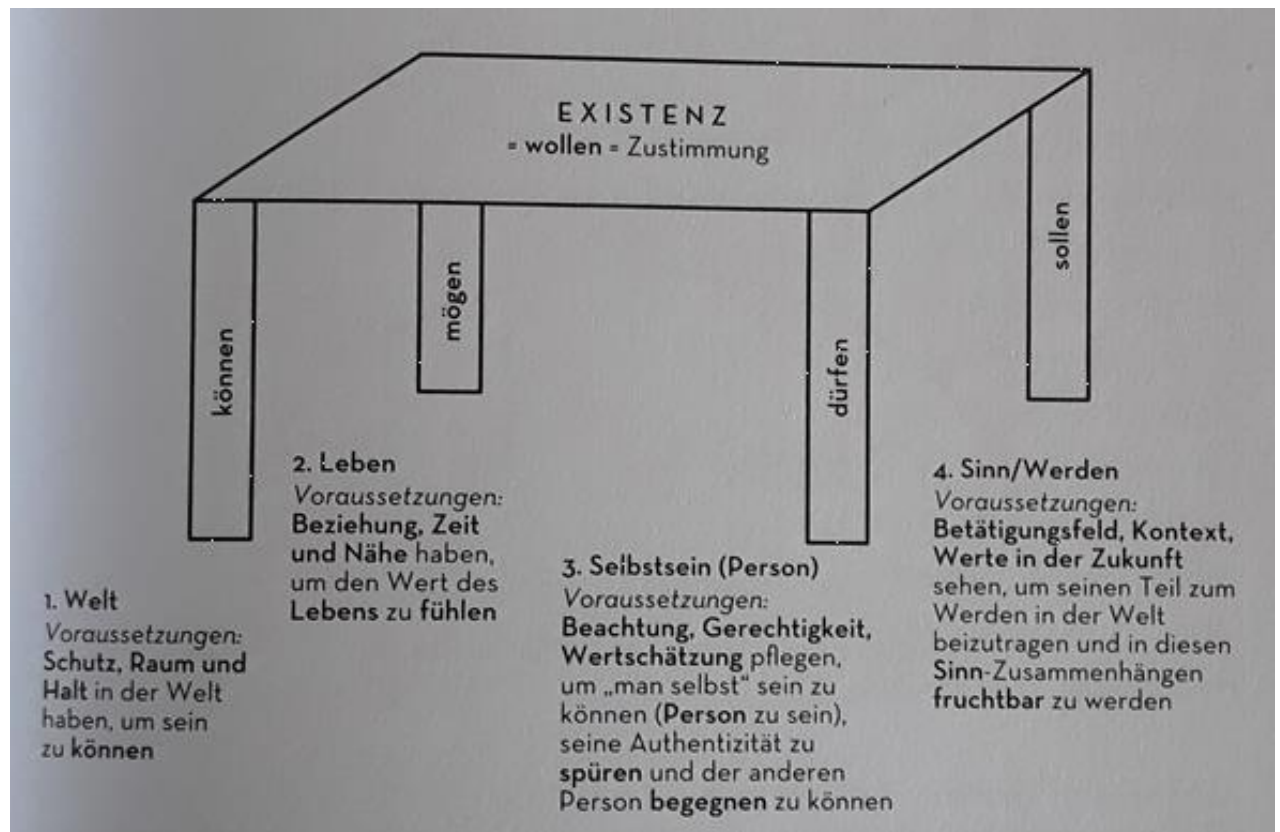 EXISTENZ
= wollen = Zustimmung
können
mögen
dürfen
sollen
1. Welt
Voraussetzungen:
Schutz, Raum und
Halt in der Welt
haben, um sein
zu können
2. Leben
Voraussetzungen:
Beziehung, Zeit
und Nähe haben,
um den Wert des
Lebens zu fühlen
3. Selbstsein (Person)
Voraussetzungen:
Beachtung, Gerechtigkeit,
Wertschätzung pflegen,
um „man selbst“ sein zu
können (Person zu sein),
seine Authentizität zu
spüren und der anderen
Person begegnen zu können
4. Sinn/Werden
Voraussetzungen:
Betätigungsfeld, Kontext,
Werte in der Zukunft
sehen, um seinen Teil zum
Werden in der Welt
beizutragen und in diesen
Sinn-Zusammenhängen
fruchtbar zu werden